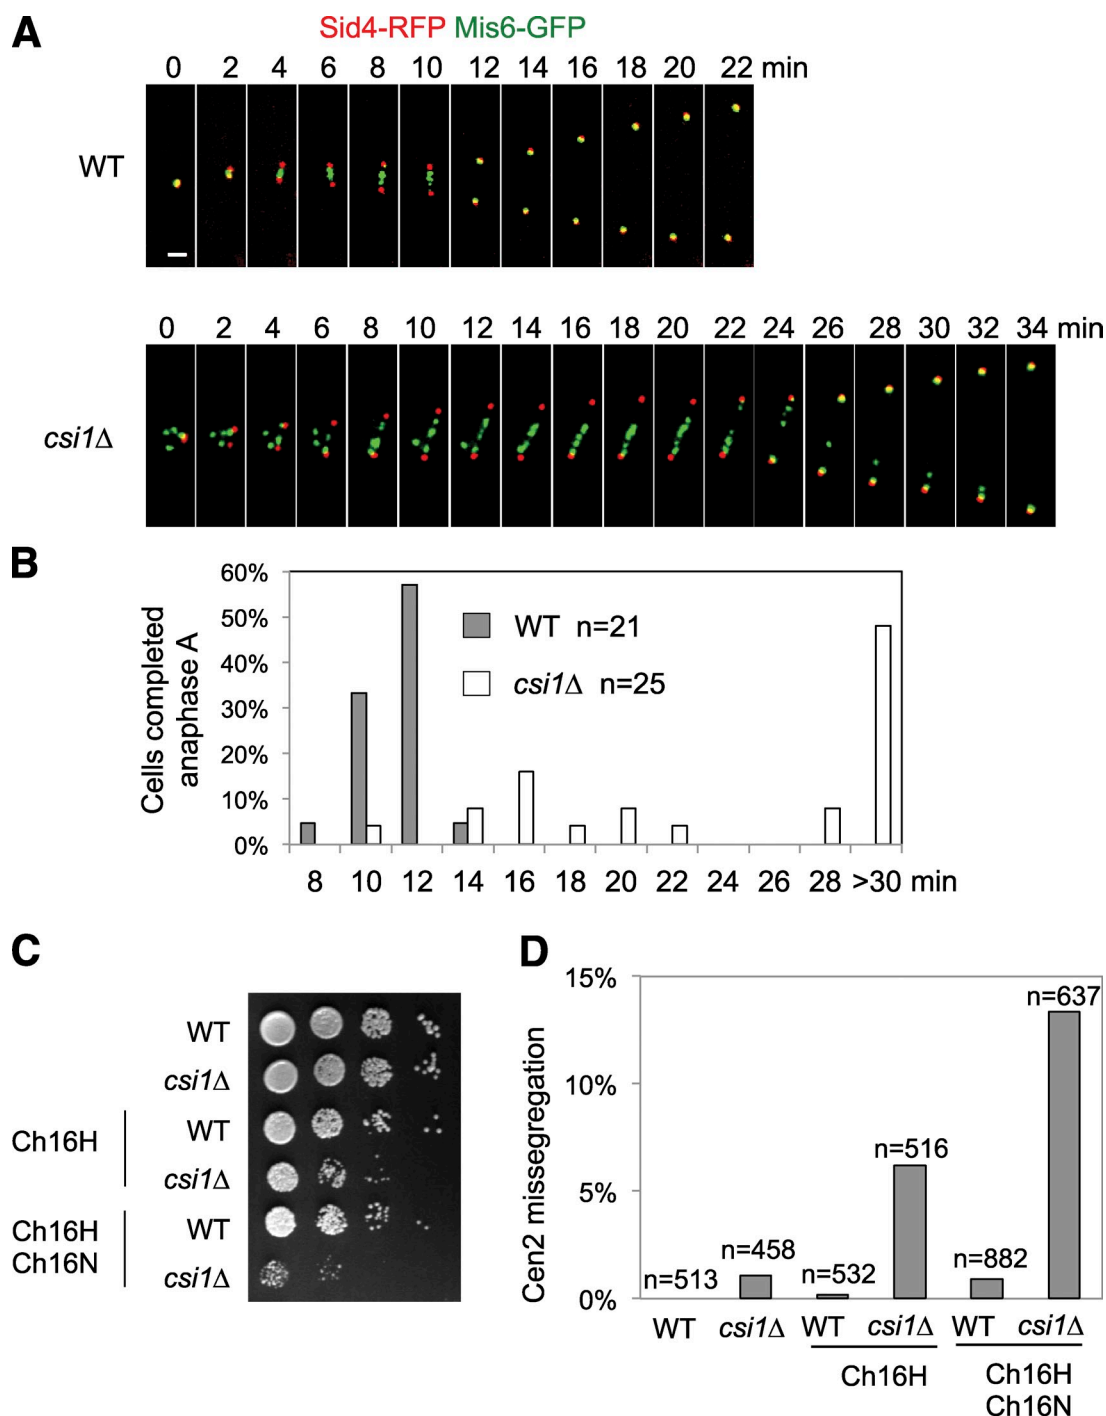 A
Sid4-RFP Mis6-GFP
0 2 4 6 8 10 12 14 16 18 20 22 min
WT
0 2 4 6 8 10 12 14 16 18 20 22 24 26 28 30 32 34 min
csi1Δ
B
Cells completed
anaphase A
60%
50%
40%
30%
20%
10%
0%
WT n=21
csi1Δ n=25
8 10 12 14 16 18 20 22 24 26 28 >30 min
C
WT
csi1Δ
Ch16H
WT
csi1Δ
Ch16H
Ch16N
WT
csi1Δ
D
Cen2 missegregation
15%
10%
5%
0%
n=513
n=458
n=532
n=516
n=882
n=637
WT csi1Δ WT csi1Δ WT csi1Δ
Ch16H
Ch16H
Ch16N